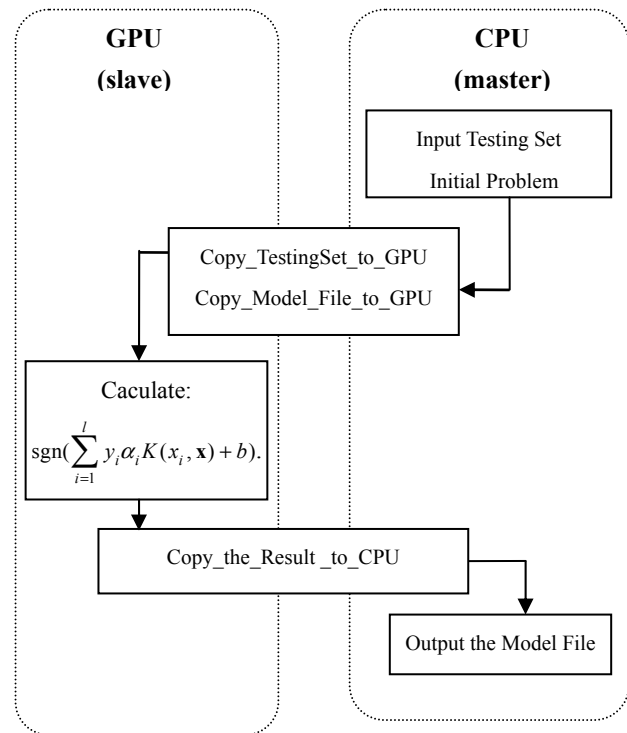 GPU
(slave)
CPU
(master)
Input Testing Set
Initial Problem
Copy_TestingSet_to_GPU
Copy_Model_File_to_GPU
Caculate:
sgn(∑_{i=1}^{l} y_i α_i K(x_i, **x**) + b).
Copy_the_Result _to_CPU
Output the Model File